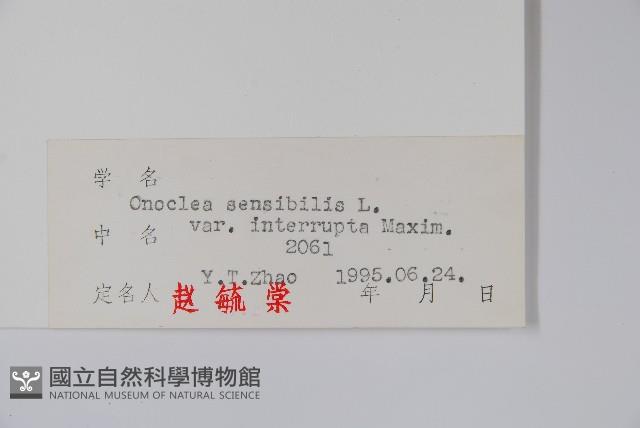 学名
Onoclea sensibilis L.
var. interrupta Maxim.
中名
2061
Y.T.Zhao 1995.06.24.
定名人 赵毓棠 年 月 日
國立自然科學博物館
NATIONAL MUSEUM OF NATURAL SCIENCE